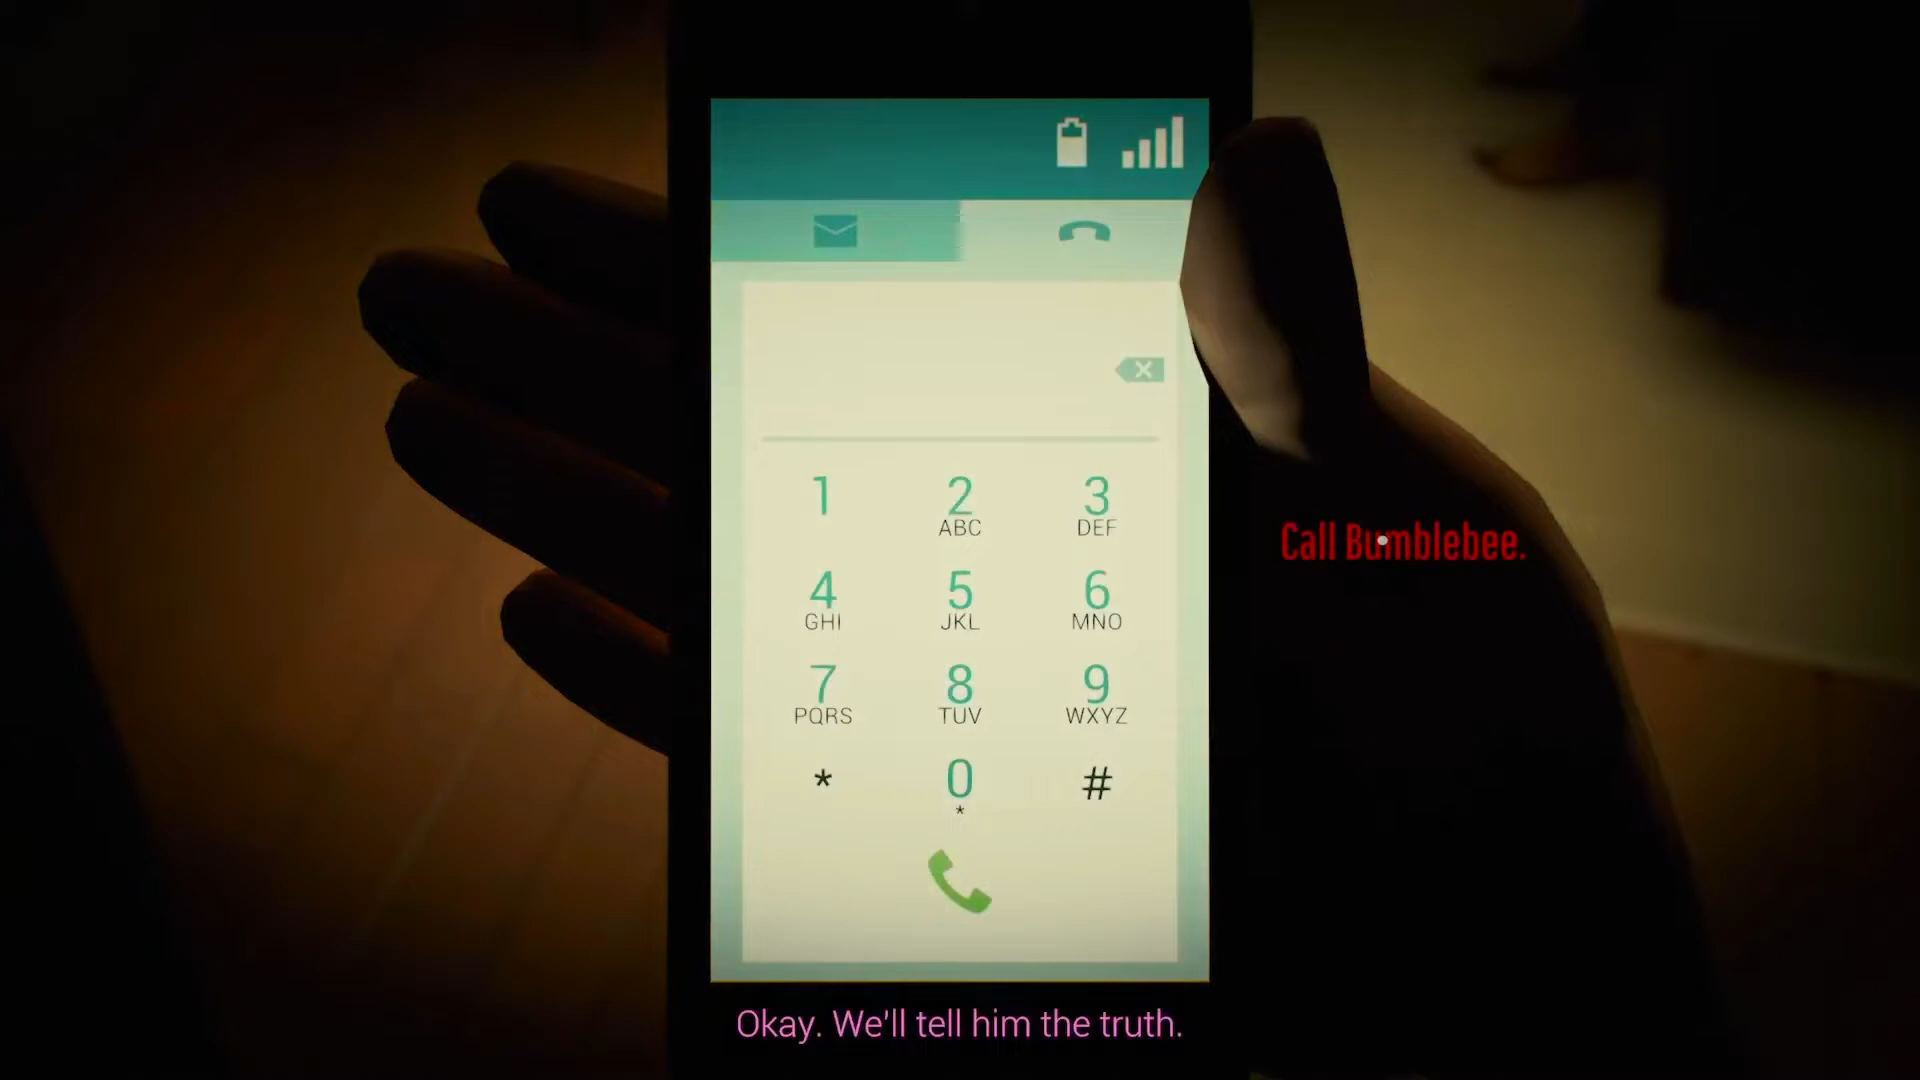 1 2 3
ABC DEF
4 5 6
GHI JKL MNO
7 8 9
PQRS TUV WXYZ
* 0 #
*
Call Bumblebee.
Okay. We'll tell him the truth.